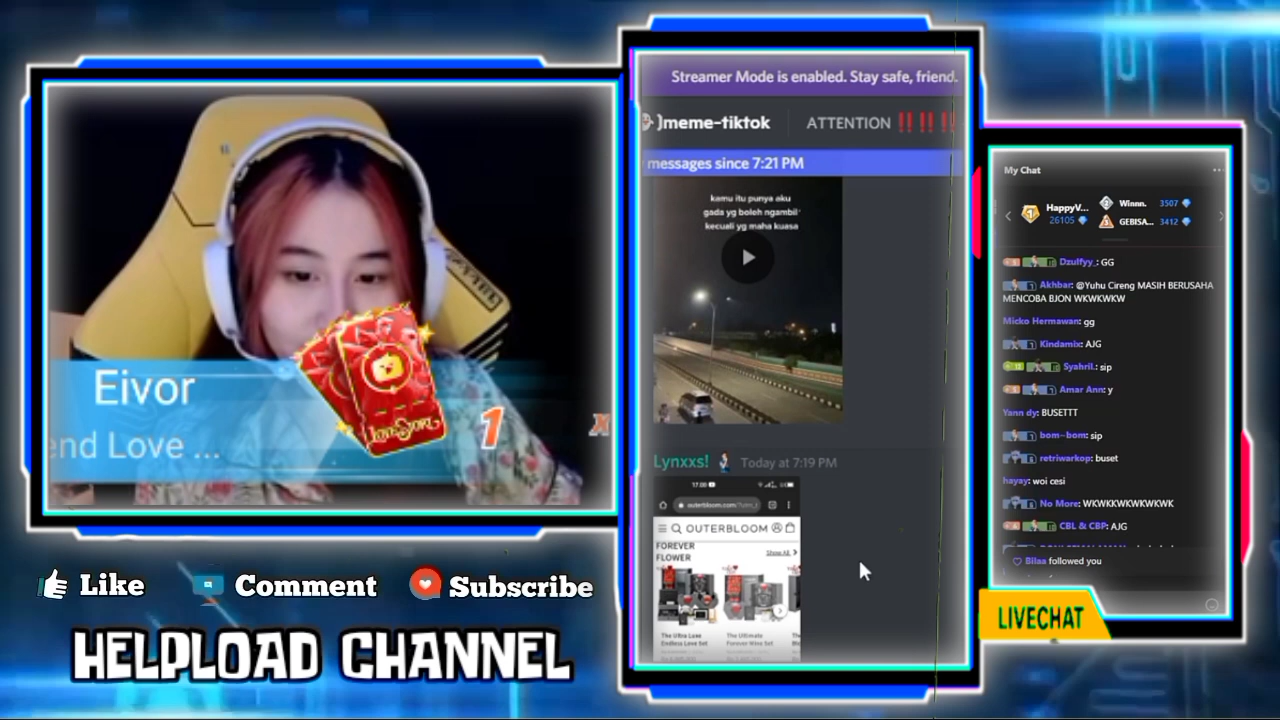 Eivor
end Love ...
LoveStory
1
x
Like
Comment
Subscribe
HELPLOAD CHANNEL
Streamer Mode is enabled. Stay safe, friend.
)meme-tiktok
ATTENTION ‼️‼️‼️
messages since 7:21 PM
kamu itu punya aku
gada yg boleh ngambil
kecuali yg maha kuasa
Lynxxs!
Today at 7:19 PM
OUTERBLOOM
FOREVER
FLOWER
Show All >
The Ultra Luxe
Endless Love Set
The Ultimate
Forever Wins Set
My Chat
HappyV...
26105
Winnn. 3507
GEBISA... 3412
Dzulfyy_: GG
Akhbar: @Yuhu Cireng MASIH BERUSAHA
MENCOBA BJON WKWKWKW
Micko Hermawan: gg
Kindamix: AJG
Syahril.: sip
Amar Ann: y
Yann dy: BUSETTT
bom~bom: sip
retriwarkop: buset
hayay: woi cesi
No More: WKWKKWKWKWKWK
CBL & CBP: AJG
Bilaa followed you
LIVECHAT